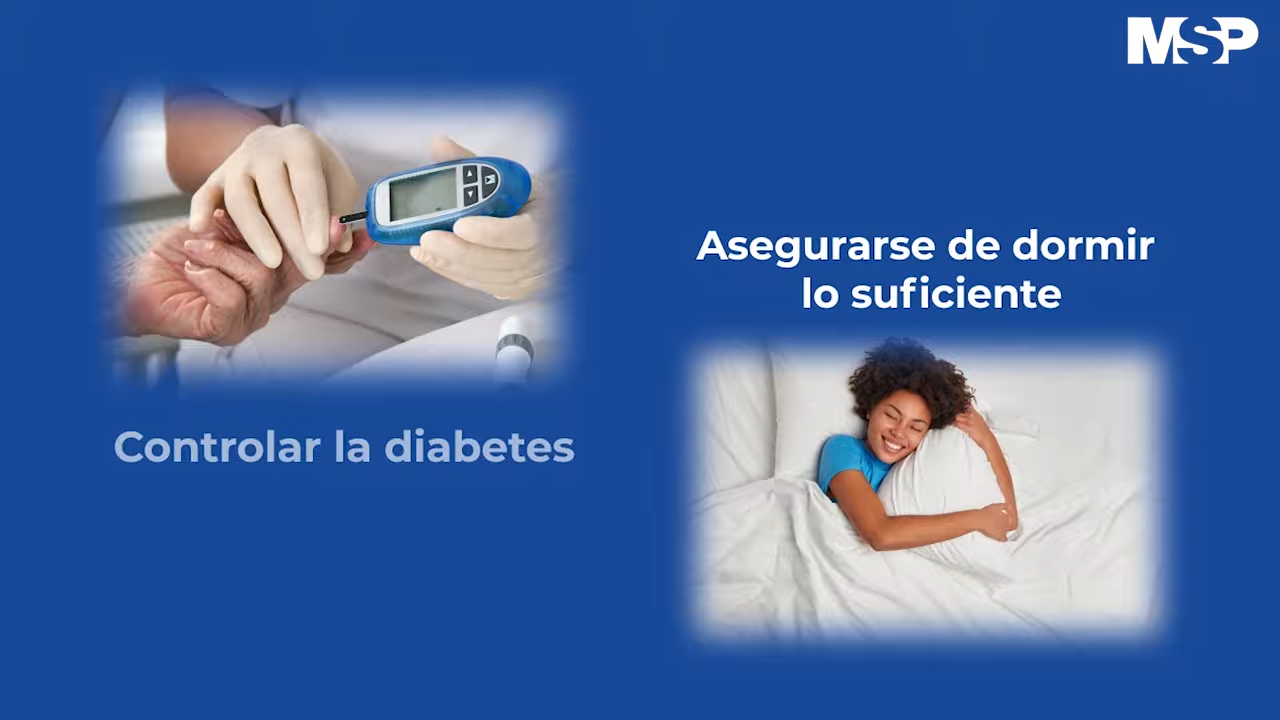 MSP
Asegurarse de dormir
lo suficiente
Controlar la diabetes